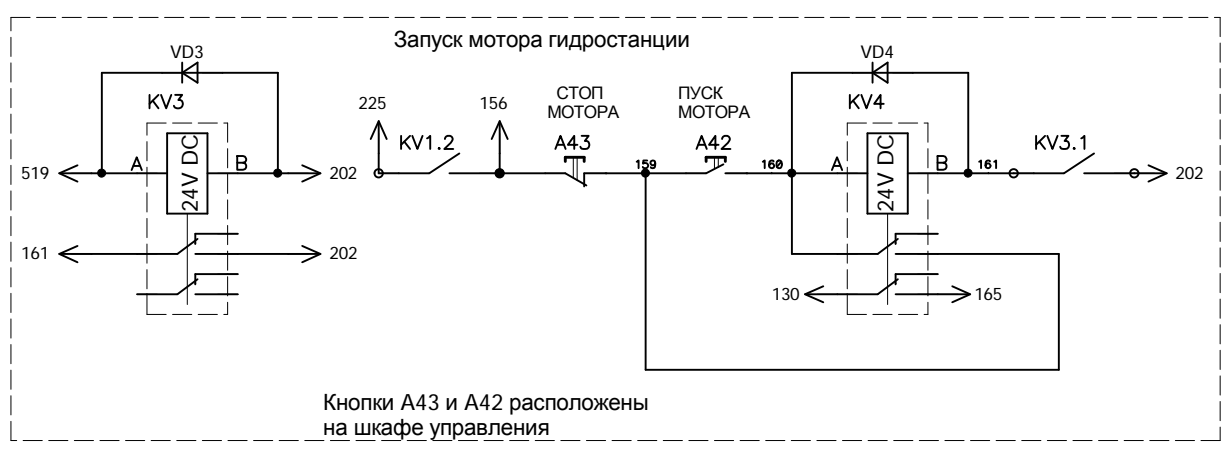 Запуск мотора гидростанции
VD3
VD4
KV3
225
156
СТОП
МОТОРА
ПУСК
МОТОРА
KV4
KV1.2
A43
A42
KV3.1
519
A
24V DC
B
202
159
160
A
24V DC
B
161
202
161
202
130
165
Кнопки А43 и А42 расположены
на шкафе управления